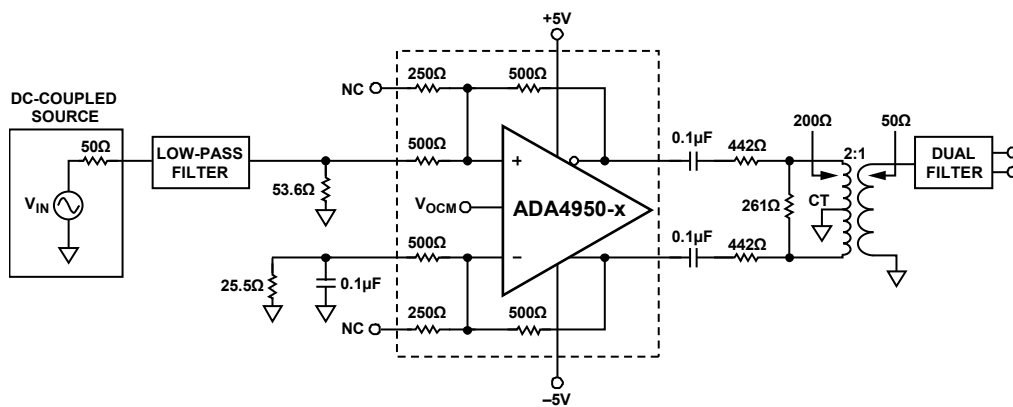 +5V
250Ω
500Ω
NC
DC-COUPLED
SOURCE
50Ω
LOW-PASS
FILTER
VIN
53.6Ω
500Ω
+
VOCM
ADA4950-x
500Ω
−
25.5Ω
0.1µF
NC
250Ω
500Ω
–5V
0.1µF
442Ω
200Ω
50Ω
2:1
CT
261Ω
0.1µF
442Ω
DUAL
FILTER